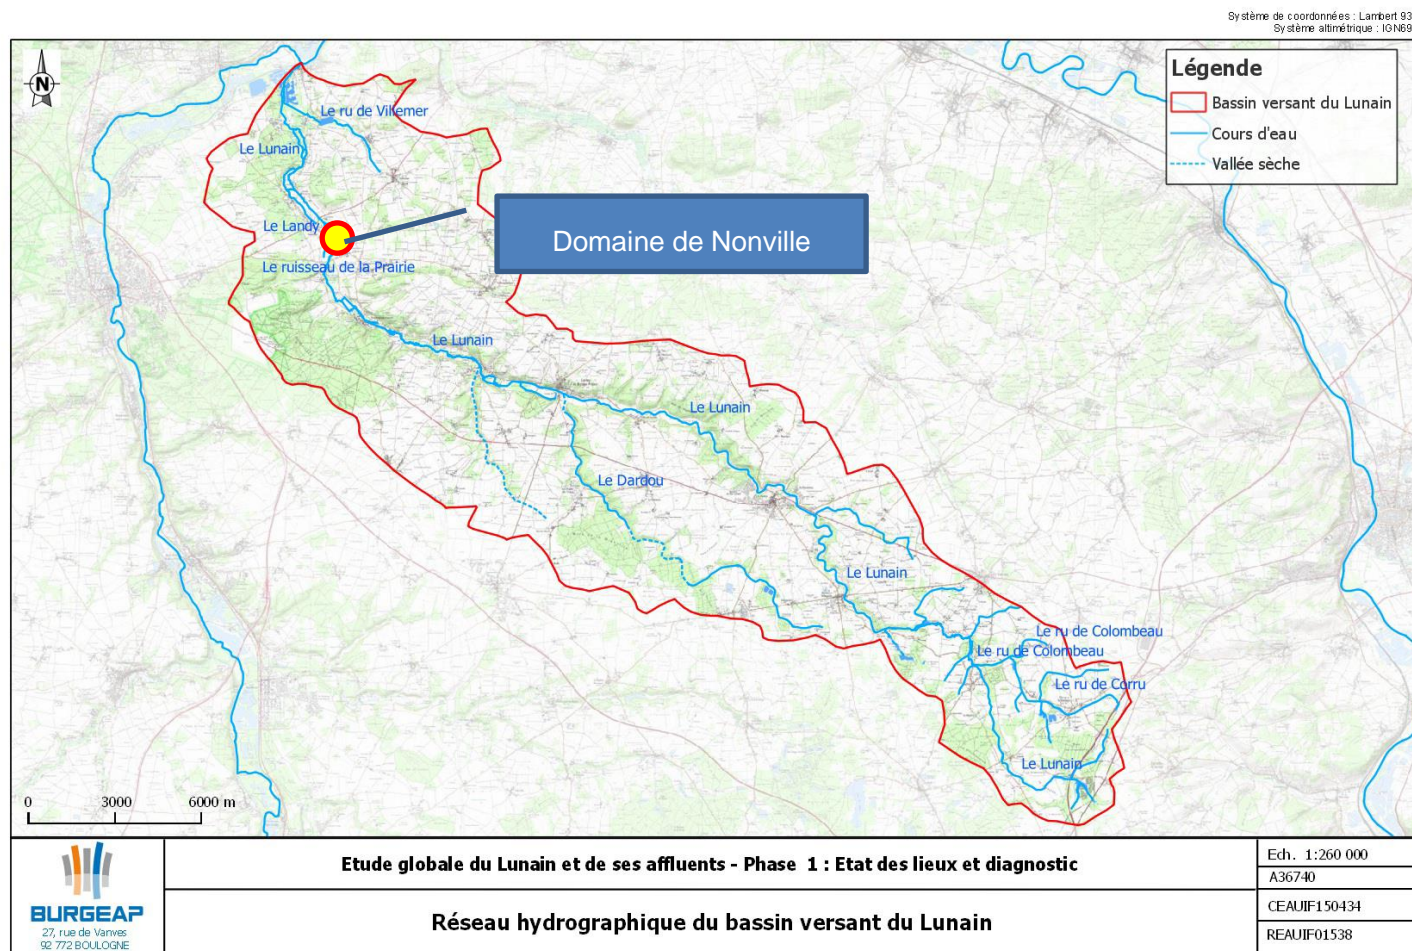 Système de coordonnées : Lambert 93
Système altimétrique : IGN69
N
Légende
Bassin versant du Lunain
Cours d'eau
Vallée sèche
Le ru de Villemer
Le Lunain
Le Landy
Domaine de Nonville
Le ruisseau de la Prairie
Le Lunain
Le Lunain
Le Dardou
Le Lunain
Le ru de Colombeau
Le ru de Colombeau
Le ru de Corru
Le Lunain
0 3000 6000 m
BURGEAP
27, rue de Vanves
92 772 BOULOGNE
Etude globale du Lunain et de ses affluents - Phase 1 : Etat des lieux et diagnostic
Réseau hydrographique du bassin versant du Lunain
Ech. 1:260 000
A36740
CEAUIF150434
REAUIF01538